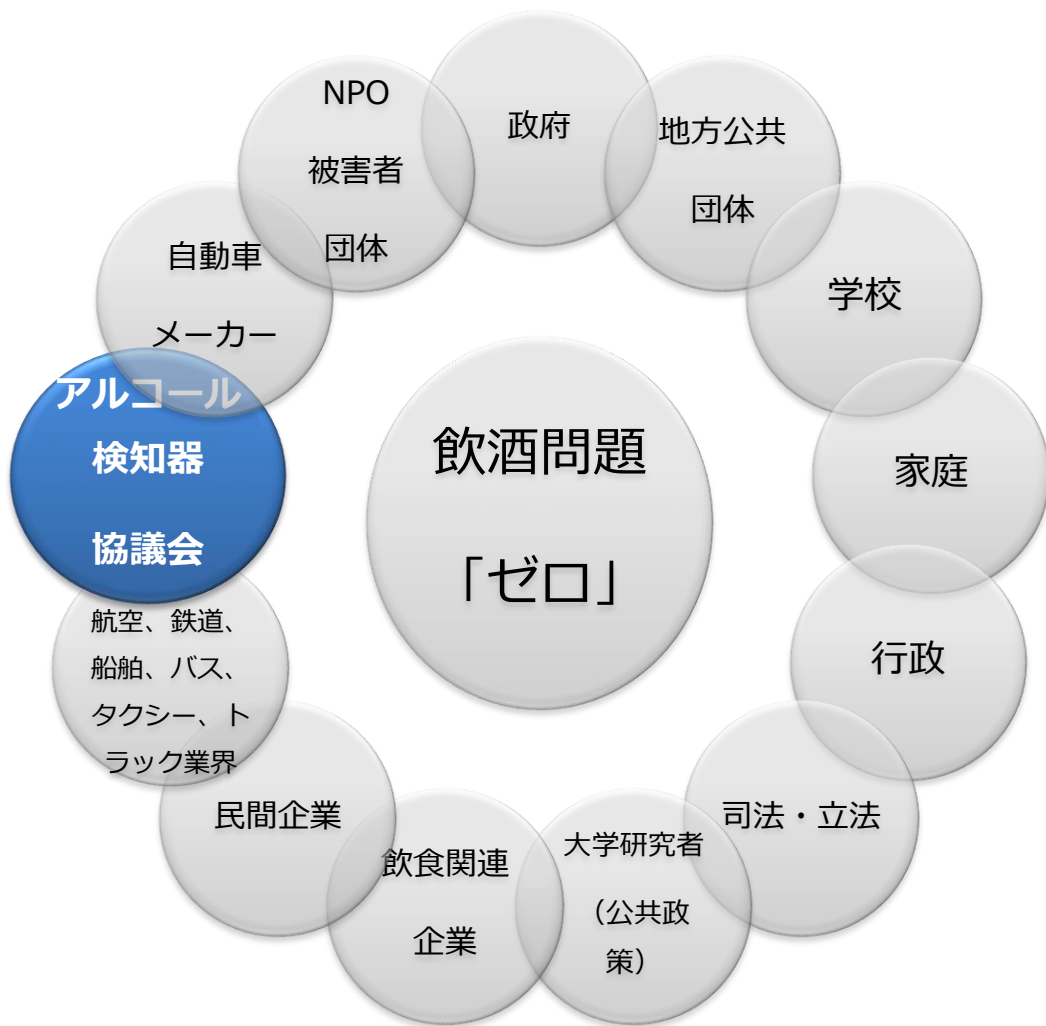 政府
地方公共
団体
学校
家庭
行政
司法・立法
大学研究者
（公共政
策）
飲食関連
企業
民間企業
航空、鉄道、
船舶、バス、
タクシー、ト
ラック業界
アルコール
検知器
協議会
自動車
メーカー
NPO
被害者
団体
飲酒問題
「ゼロ」